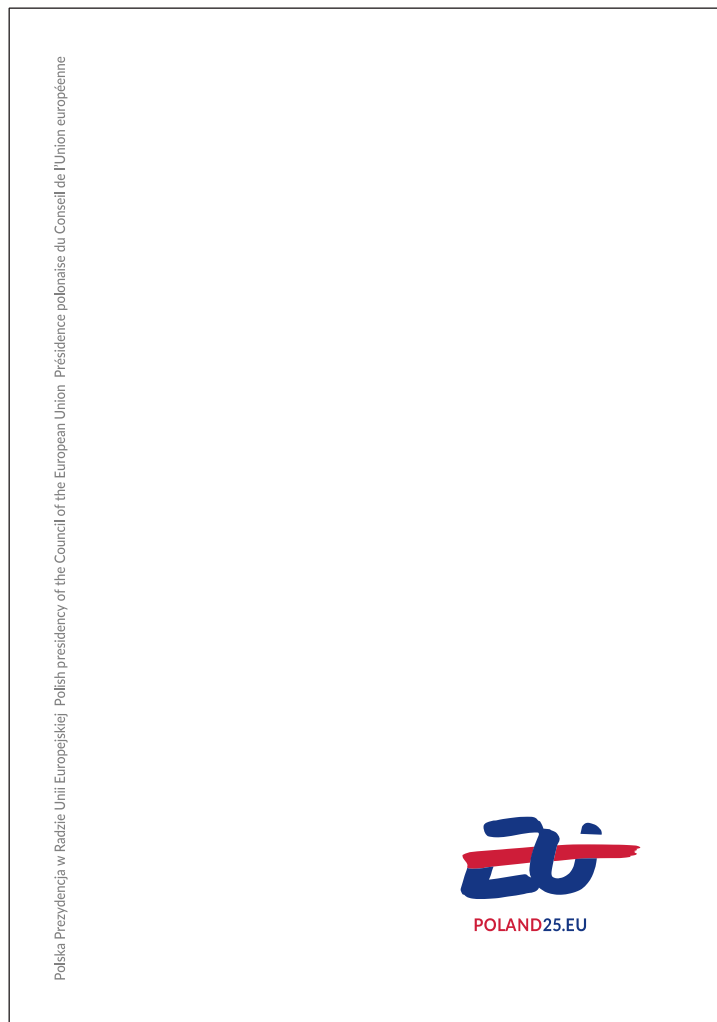 Polska Prezydencja w Radzie Unii Europejskiej Polish presidency of the Council of the European Union Présidence polonaise du Conseil de l'Union européenne
EU
POLAND25.EU